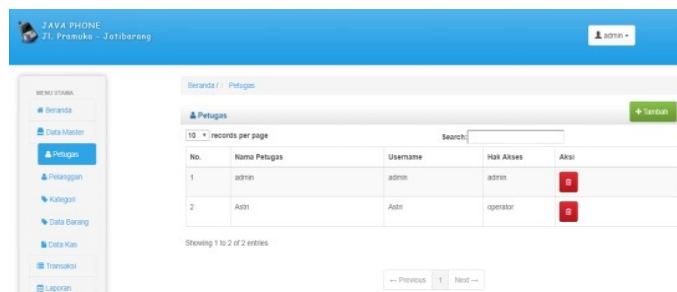 JAVA PHONE
Jl. Pramuka - Jatibarang
admin
MENU UTAMA
Beranda
Data Master
Petugas
Pelanggan
Kategori
Data Barang
Data Kas
Transaksi
Laporan
Beranda / / Petugas
Petugas
+ Tambah
10 records per page
Search:
No. Nama Petugas Username Hak Akses Aksi
1 admin admin admin
2 Astri Astri operator
Showing 1 to 2 of 2 entries
← Previous 1 Next →